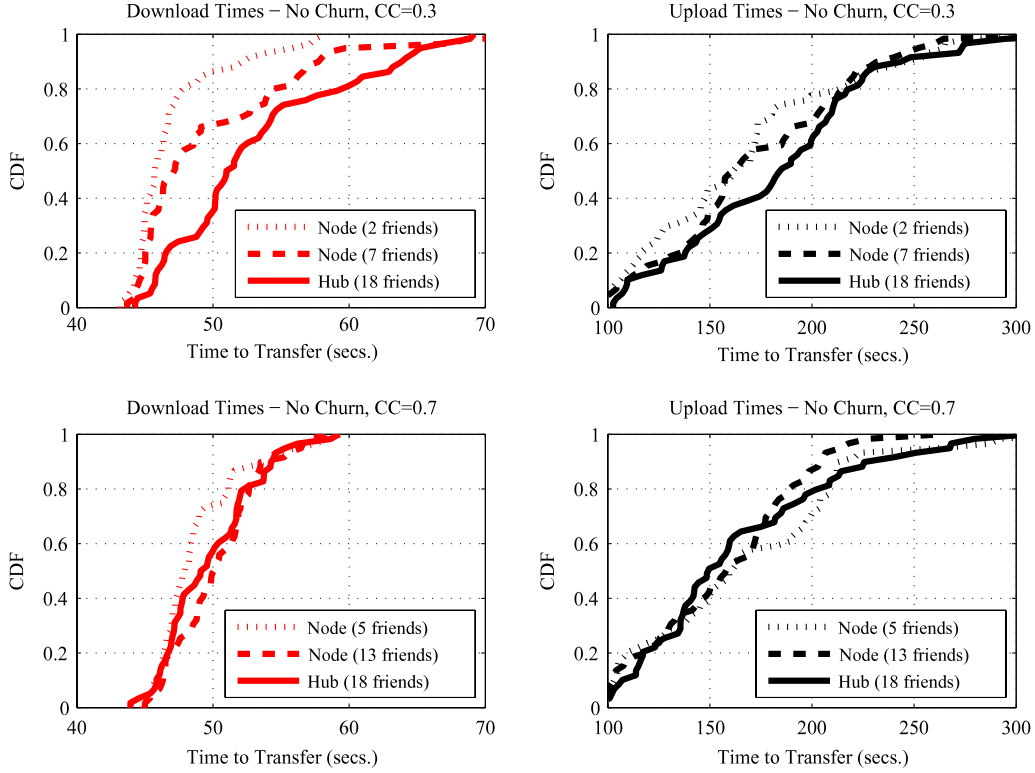 Download Times − No Churn, CC=0.3
1
0.8
0.6
0.4
0.2
0
CDF
Node (2 friends)
Node (7 friends)
Hub (18 friends)
40 50 60 70
Time to Transfer (secs.)
Upload Times − No Churn, CC=0.3
1
0.8
0.6
0.4
0.2
0
CDF
Node (2 friends)
Node (7 friends)
Hub (18 friends)
100 150 200 250 300
Time to Transfer (secs.)
Download Times − No Churn, CC=0.7
1
0.8
0.6
0.4
0.2
0
CDF
Node (5 friends)
Node (13 friends)
Hub (18 friends)
40 50 60 70
Time to Transfer (secs.)
Upload Times − No Churn, CC=0.7
1
0.8
0.6
0.4
0.2
0
CDF
Node (5 friends)
Node (13 friends)
Hub (18 friends)
100 150 200 250 300
Time to Transfer (secs.)